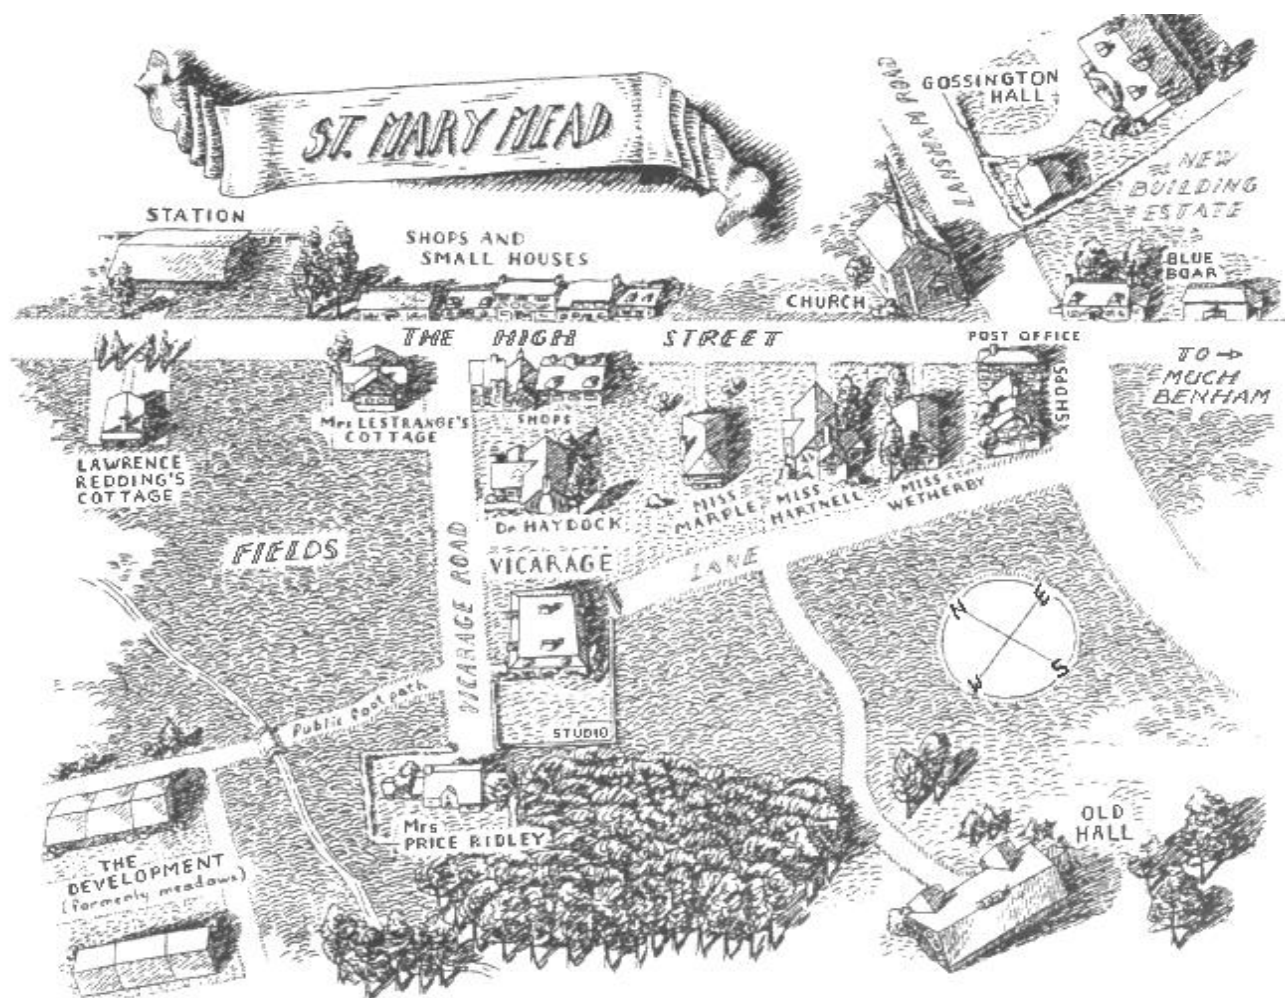 ST. MARY MEAD
GOSSINGTON
HALL
LANSHAM ROAD
NEW
BUILDING
ESTATE
STATION
SHOPS AND
SMALL HOUSES
CHURCH
BLUE
BOAR
THE HIGH STREET
POST OFFICE
TO →
MUCH
BENHAM
SHOPS
SHOPS
Mrs LESTRANGE'S
COTTAGE
LAWRENCE
REDDING'S
COTTAGE
MISS
MARPLE
MISS
HARTNELL
MISS
WETHERBY
Dr HAYDOCK
FIELDS
VICARAGE
LANE
VICARAGE ROAD
N
E
S
W
Public foot path
STUDIO
Mrs
PRICE RIDLEY
OLD
HALL
THE
DEVELOPMENT
(formerly meadows)